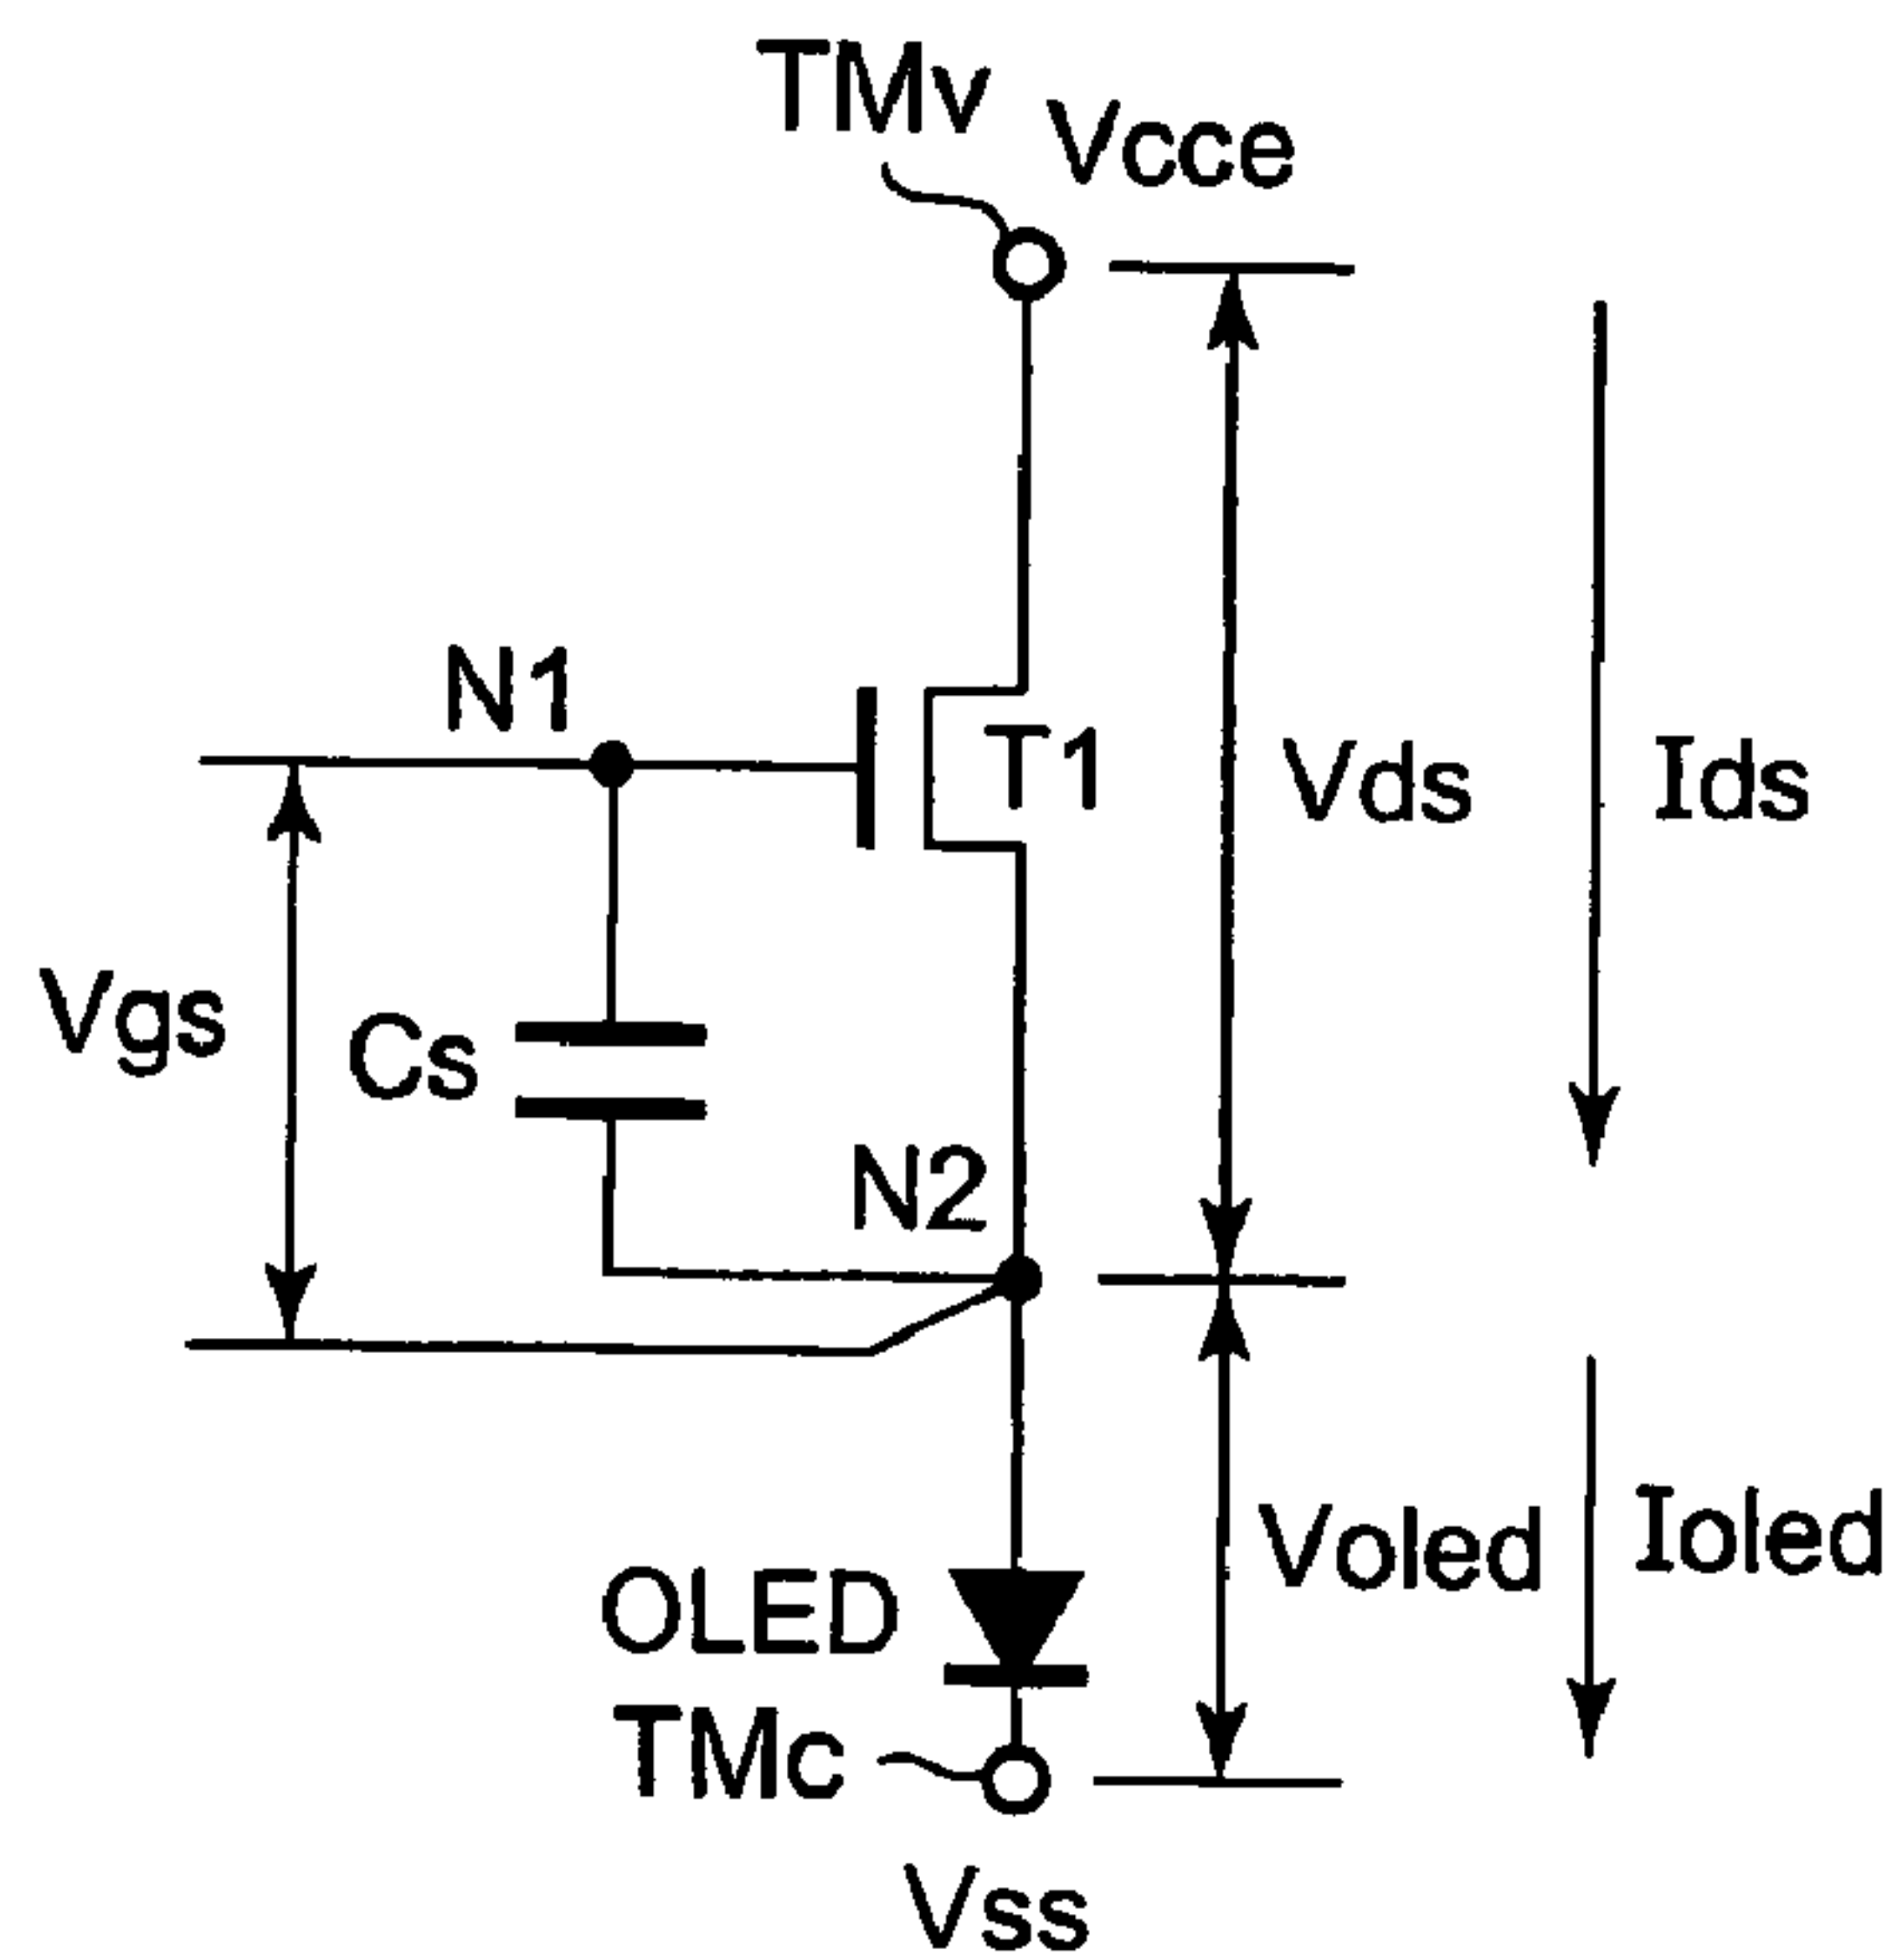 TMv
Vcce
N1
T1
Vds
Ids
Vgs
Cs
N2
Voled
Ioled
OLED
TMc
Vss